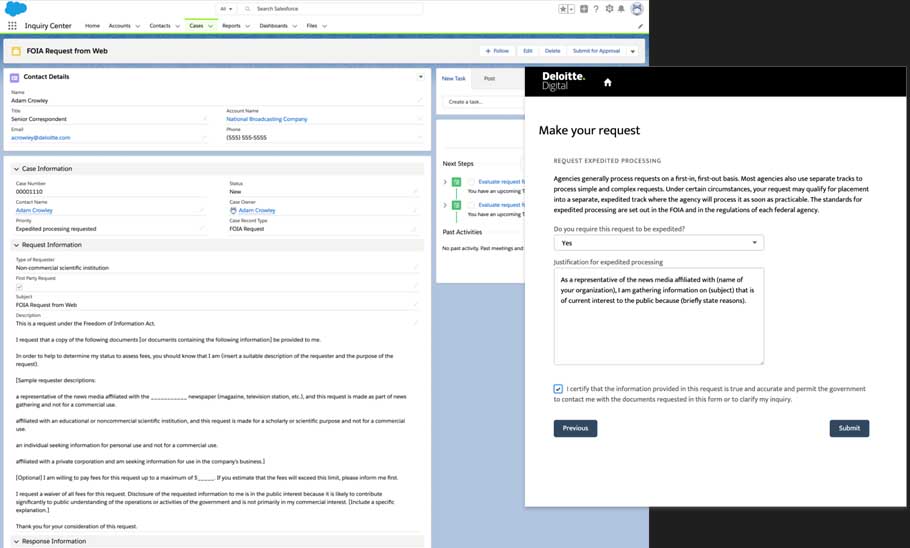 All
Search Salesforce
Inquiry Center
Home
Accounts
Contacts
Cases
Reports
Dashboards
Files
FOIA Request from Web
+ Follow
Edit
Delete
Submit for Approval
Contact Details
Name
Adam Crowley
Title
Senior Correspondent
Account Name
National Broadcasting Company
Email
acrowley@deloitte.com
Phone
(555) 555-5555
Case Information
Case Number
00001110
Status
New
Contact Name
Adam Crowley
Case Owner
Adam Crowley
Priority
Expedited processing requested
Case Record Type
FOIA Request
Request Information
Type of Requester
Non-commercial scientific institution
First Party Request
Subject
FOIA Request from Web
Description
This is a request under the Freedom of Information Act.
I request that a copy of the following documents [or documents containing the following information] be provided to me.
In order to help to determine my status to assess fees, you should know that I am (insert a suitable description of the requester and the purpose of the
request).
[Sample requester descriptions:
a representative of the news media affiliated with the ___________ newspaper (magazine, television station, etc.), and this request is made as part of news
gathering and not for a commercial use.
affiliated with an educational or noncommercial scientific institution, and this request is made for a scholarly or scientific purpose and not for a commercial
use.
an individual seeking information for personal use and not for a commercial use.
affiliated with a private corporation and am seeking information for use in the company's business.]
[Optional] I am willing to pay fees for this request up to a maximum of $_____. If you estimate that the fees will exceed this limit, please inform me first.
I request a waiver of all fees for this request. Disclosure of the requested information to me is in the public interest because it is likely to contribute
significantly to public understanding of the operations or activities of the government and is not primarily in my commercial interest. [Include a specific
explanation.]
Thank you for your consideration of this request.
Response Information
New Task
Post
Create a task...
Next Steps
Evaluate request f
You have an upcoming T
Evaluate request f
You have an upcoming T
Past Activities
No past activity. Past meetings and
Deloitte.
Digital
Make your request
REQUEST EXPEDITED PROCESSING
Agencies generally process requests on a first-in, first-out basis. Most agencies also use separate tracks to
process simple and complex requests. Under certain circumstances, your request may qualify for placement
into a separate, expedited track where the agency will process it as soon as practicable. The standards for
expedited processing are set out in the FOIA and in the regulations of each federal agency.
Do you require this request to be expedited?
Yes
Justification for expedited processing
As a representative of the news media affiliated with (name of
your organization), I am gathering information on (subject) that is
of current interest to the public because (briefly state reasons).
I certify that the information provided in this request is true and accurate and permit the government
to contact me with the documents requested in this form or to clarify my inquiry.
Previous
Submit